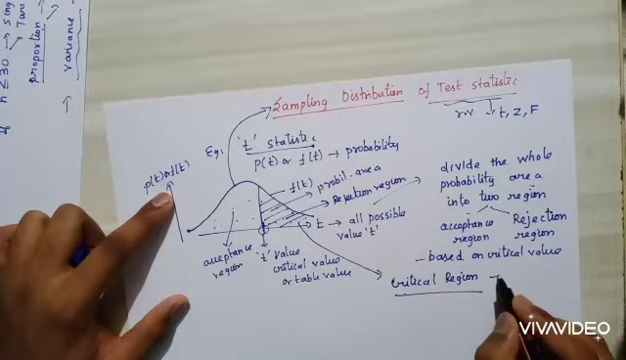 n ≤ 30 →
proportion →
→ variance -
Sampling Distribution of Test statistic
rv → t, Z, F
Eg: 't' statistic
P(t) or f(t) → probability
P(t) or f(t)
f(t)
probil. area
Rejection region
t → all possible
value 't'
acceptance
region
't' value
critical value
or table value
divide the whole
probability area
into two region
acceptance
region
Rejection
region
- based on critical value
Critical Region →
VIVAVIDEO